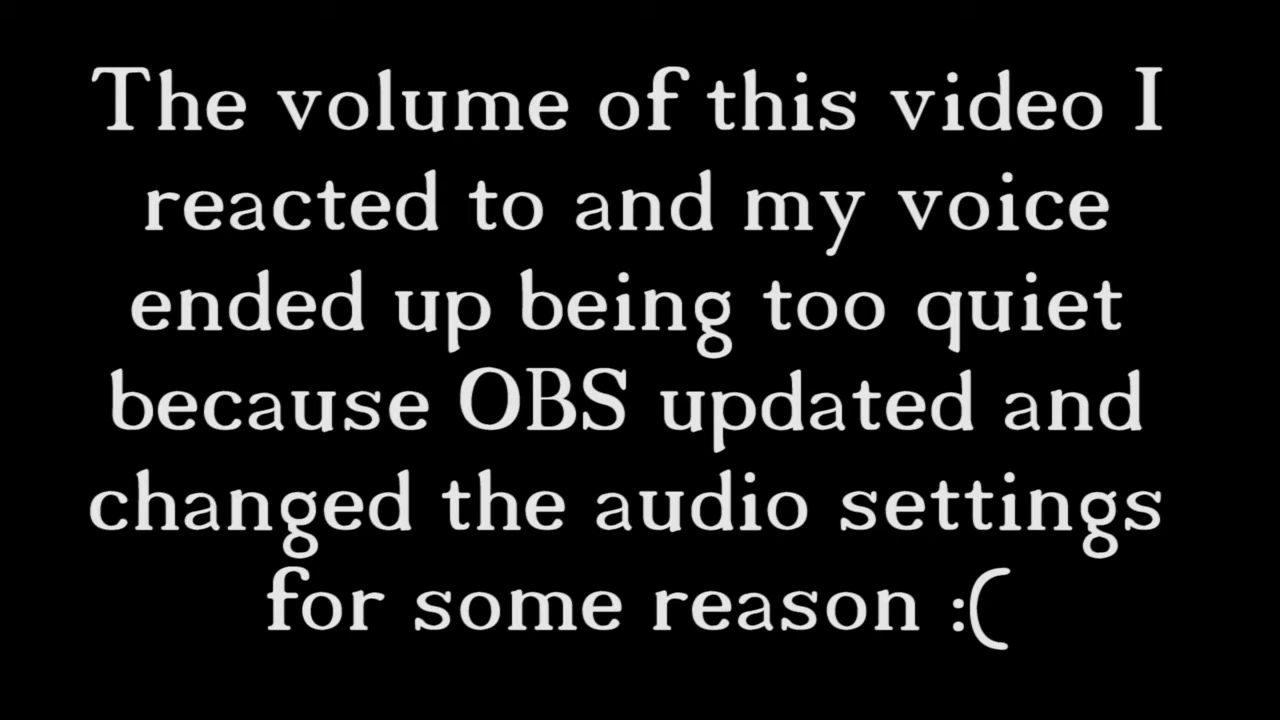 The volume of this video I
reacted to and my voice
ended up being too quiet
because OBS updated and
changed the audio settings
for some reason :(